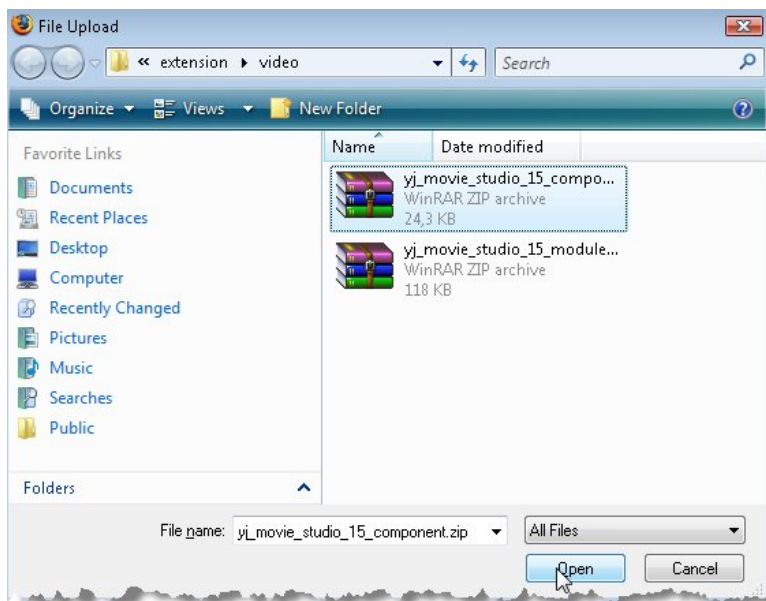 File Upload
« extension video
Search
Organize Views New Folder
Favorite Links
Documents
Recent Places
Desktop
Computer
Recently Changed
Pictures
Music
Searches
Public
Folders
Name Date modified
yj_movie_studio_15_compo...
WinRAR ZIP archive
24,3 KB
yj_movie_studio_15_module...
WinRAR ZIP archive
118 KB
File name: yj_movie_studio_15_component.zip All Files
Open Cancel